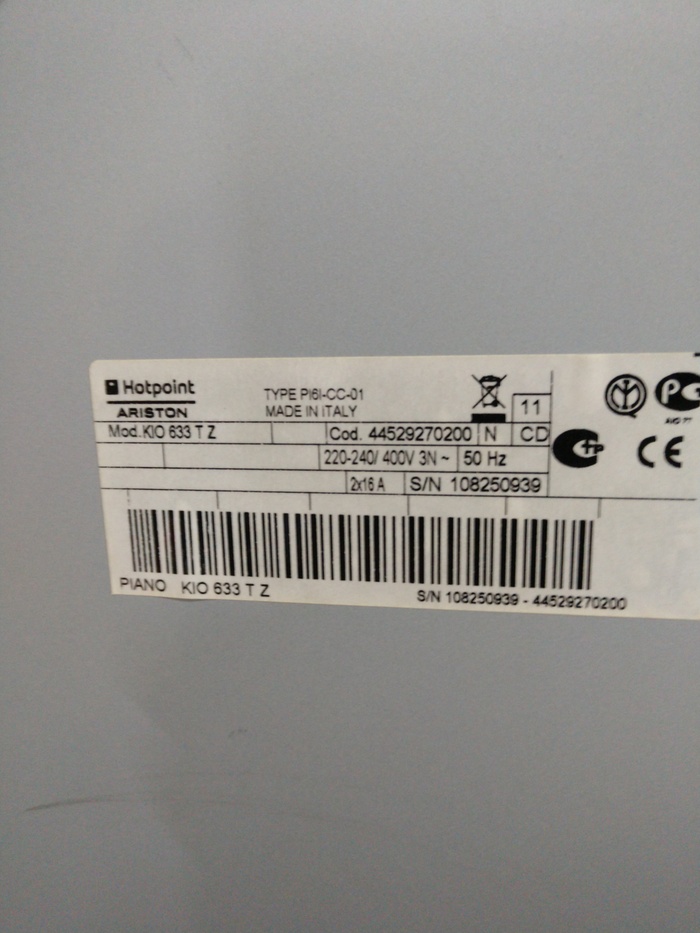 Hotpoint
ARISTON
TYPE PI6I-CC-01
MADE IN ITALY
11
Mod. KIO 633 T Z
Cod. 44529270200 N CD
220-240/ 400V 3N ~ 50 Hz
2x16 A S/N 108250939
PIANO KIO 633 T Z
S/N 108250939 - 44529270200
CE